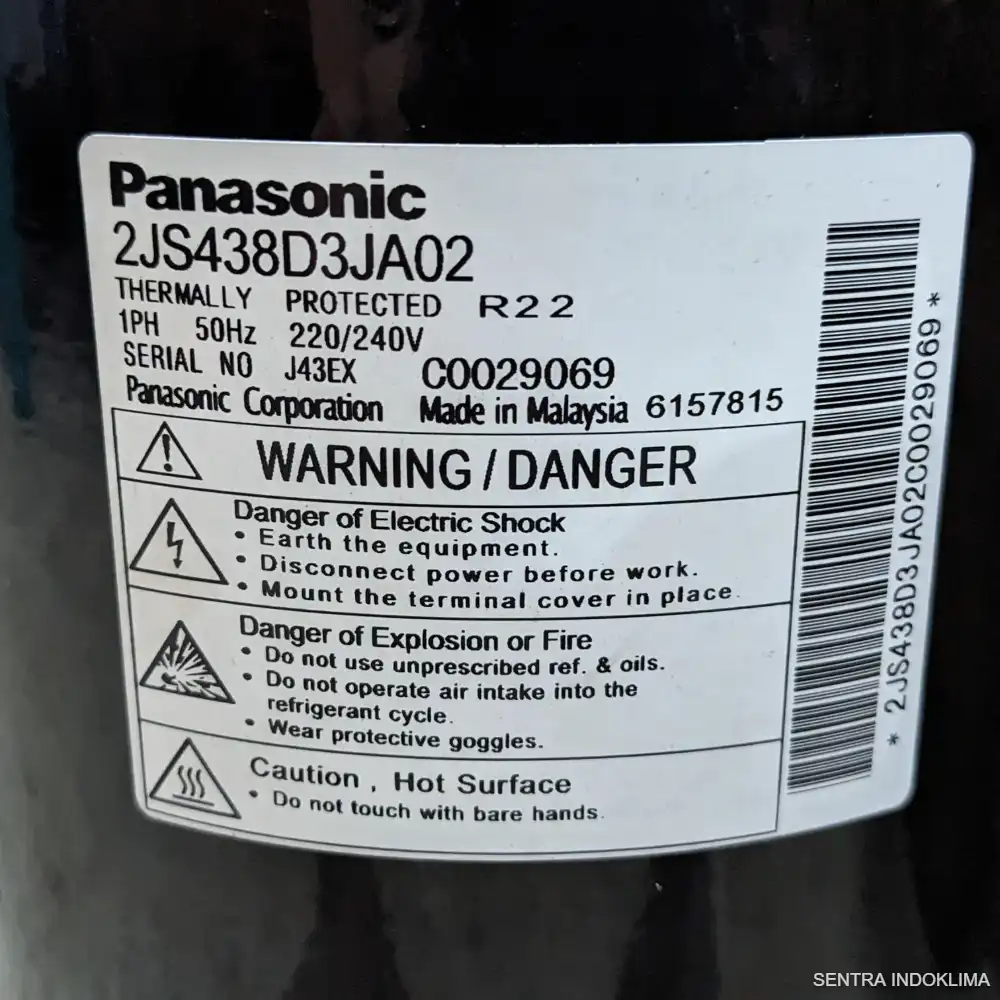 Panasonic
2JS438D3JA02
THERMALLY PROTECTED R22
1PH 50Hz 220/240V
SERIAL NO J43EX C0029069
Panasonic Corporation Made in Malaysia 6157815
WARNING / DANGER
Danger of Electric Shock
• Earth the equipment.
• Disconnect power before work.
• Mount the terminal cover in place.
Danger of Explosion or Fire
• Do not use unprescribed ref. & oils.
• Do not operate air intake into the
refrigerant cycle.
• Wear protective goggles.
Caution , Hot Surface
• Do not touch with bare hands.
* 2JS438D3JA02C0029069 *
SENTRA INDOKLIMA